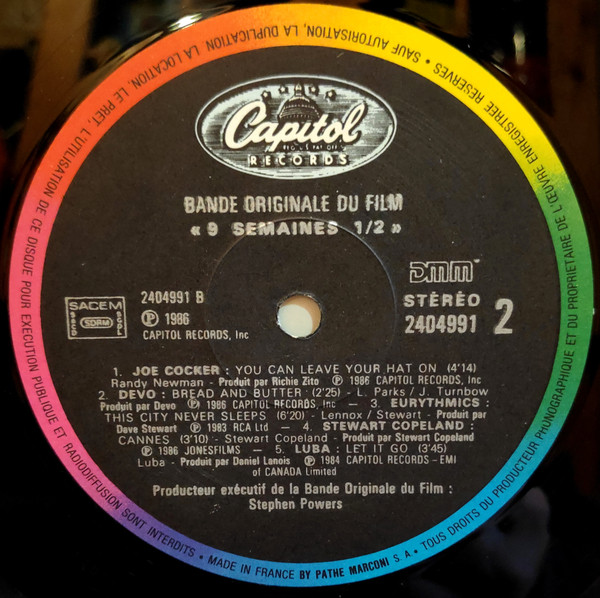 Capitol
RECORDS
BANDE ORIGINALE DU FILM
« 9 SEMAINES 1/2 »
DMM
SACEM
SACD
SDRM
SGDL
2404991 B
Ⓟ 1986
CAPITOL RECORDS, Inc
STÉRÉO
2404991
2
1. JOE COCKER : YOU CAN LEAVE YOUR HAT ON (4'14)
Randy Newman - Produit par Richie Zito Ⓟ 1986 CAPITOL RECORDS, Inc
2. DEVO : BREAD AND BUTTER (2'25) - L. Parks / J. Turnbow
Produit par Devo Ⓟ 1986 CAPITOL RECORDS, Inc — 3. EURYTHMICS :
THIS CITY NEVER SLEEPS (6'20) - Lennox / Stewart - Produit par
Dave Stewart Ⓟ 1983 RCA Ltd — 4. STEWART COPELAND :
CANNES (3'10) - Stewart Copeland - Produit par Stewart Copeland
Ⓟ 1986 JONESFILMS — 5. LUBA : LET IT GO (3'45)
Luba - Produit par Daniel Lanois Ⓟ 1984 CAPITOL RECORDS - EMI
of CANADA Limited
Producteur exécutif de la Bande Originale du Film :
Stephen Powers
TOUS DROITS DU PRODUCTEUR PHONOGRAPHIQUE ET DU PROPRIETAIRE DE L'ŒUVRE ENREGISTREE RESERVES • SAUF AUTORISATION, LA DUPLICATION, LA LOCATION, LE PRET, L'UTILISATION DE CE DISQUE POUR EXECUTION PUBLIQUE ET RADIODIFFUSION SONT INTERDITS • MADE IN FRANCE BY PATHE MARCONI S A •